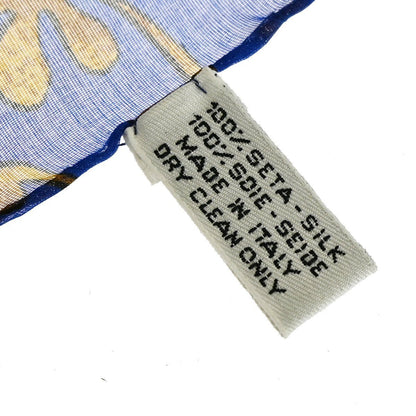 100% SETA - SILK
100% SOIE - SEIDE
MADE IN ITALY
DRY CLEAN ONLY